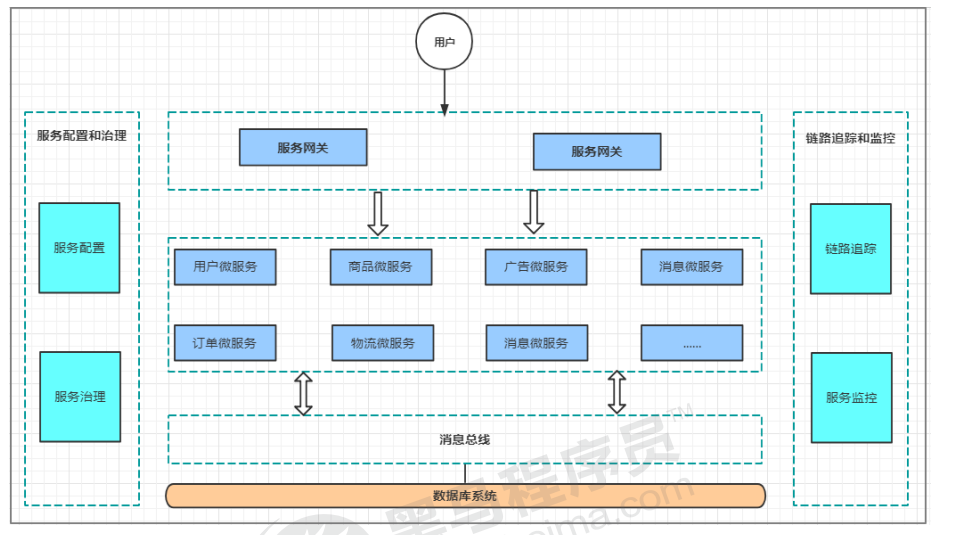 用户
服务配置和治理
链路追踪和监控
服务网关
服务网关
服务配置
链路追踪
用户微服务
商品微服务
广告微服务
消息微服务
订单微服务
物流微服务
消息微服务
......
服务治理
服务监控
消息总线
数据库系统
黑马程序员™
ima.com